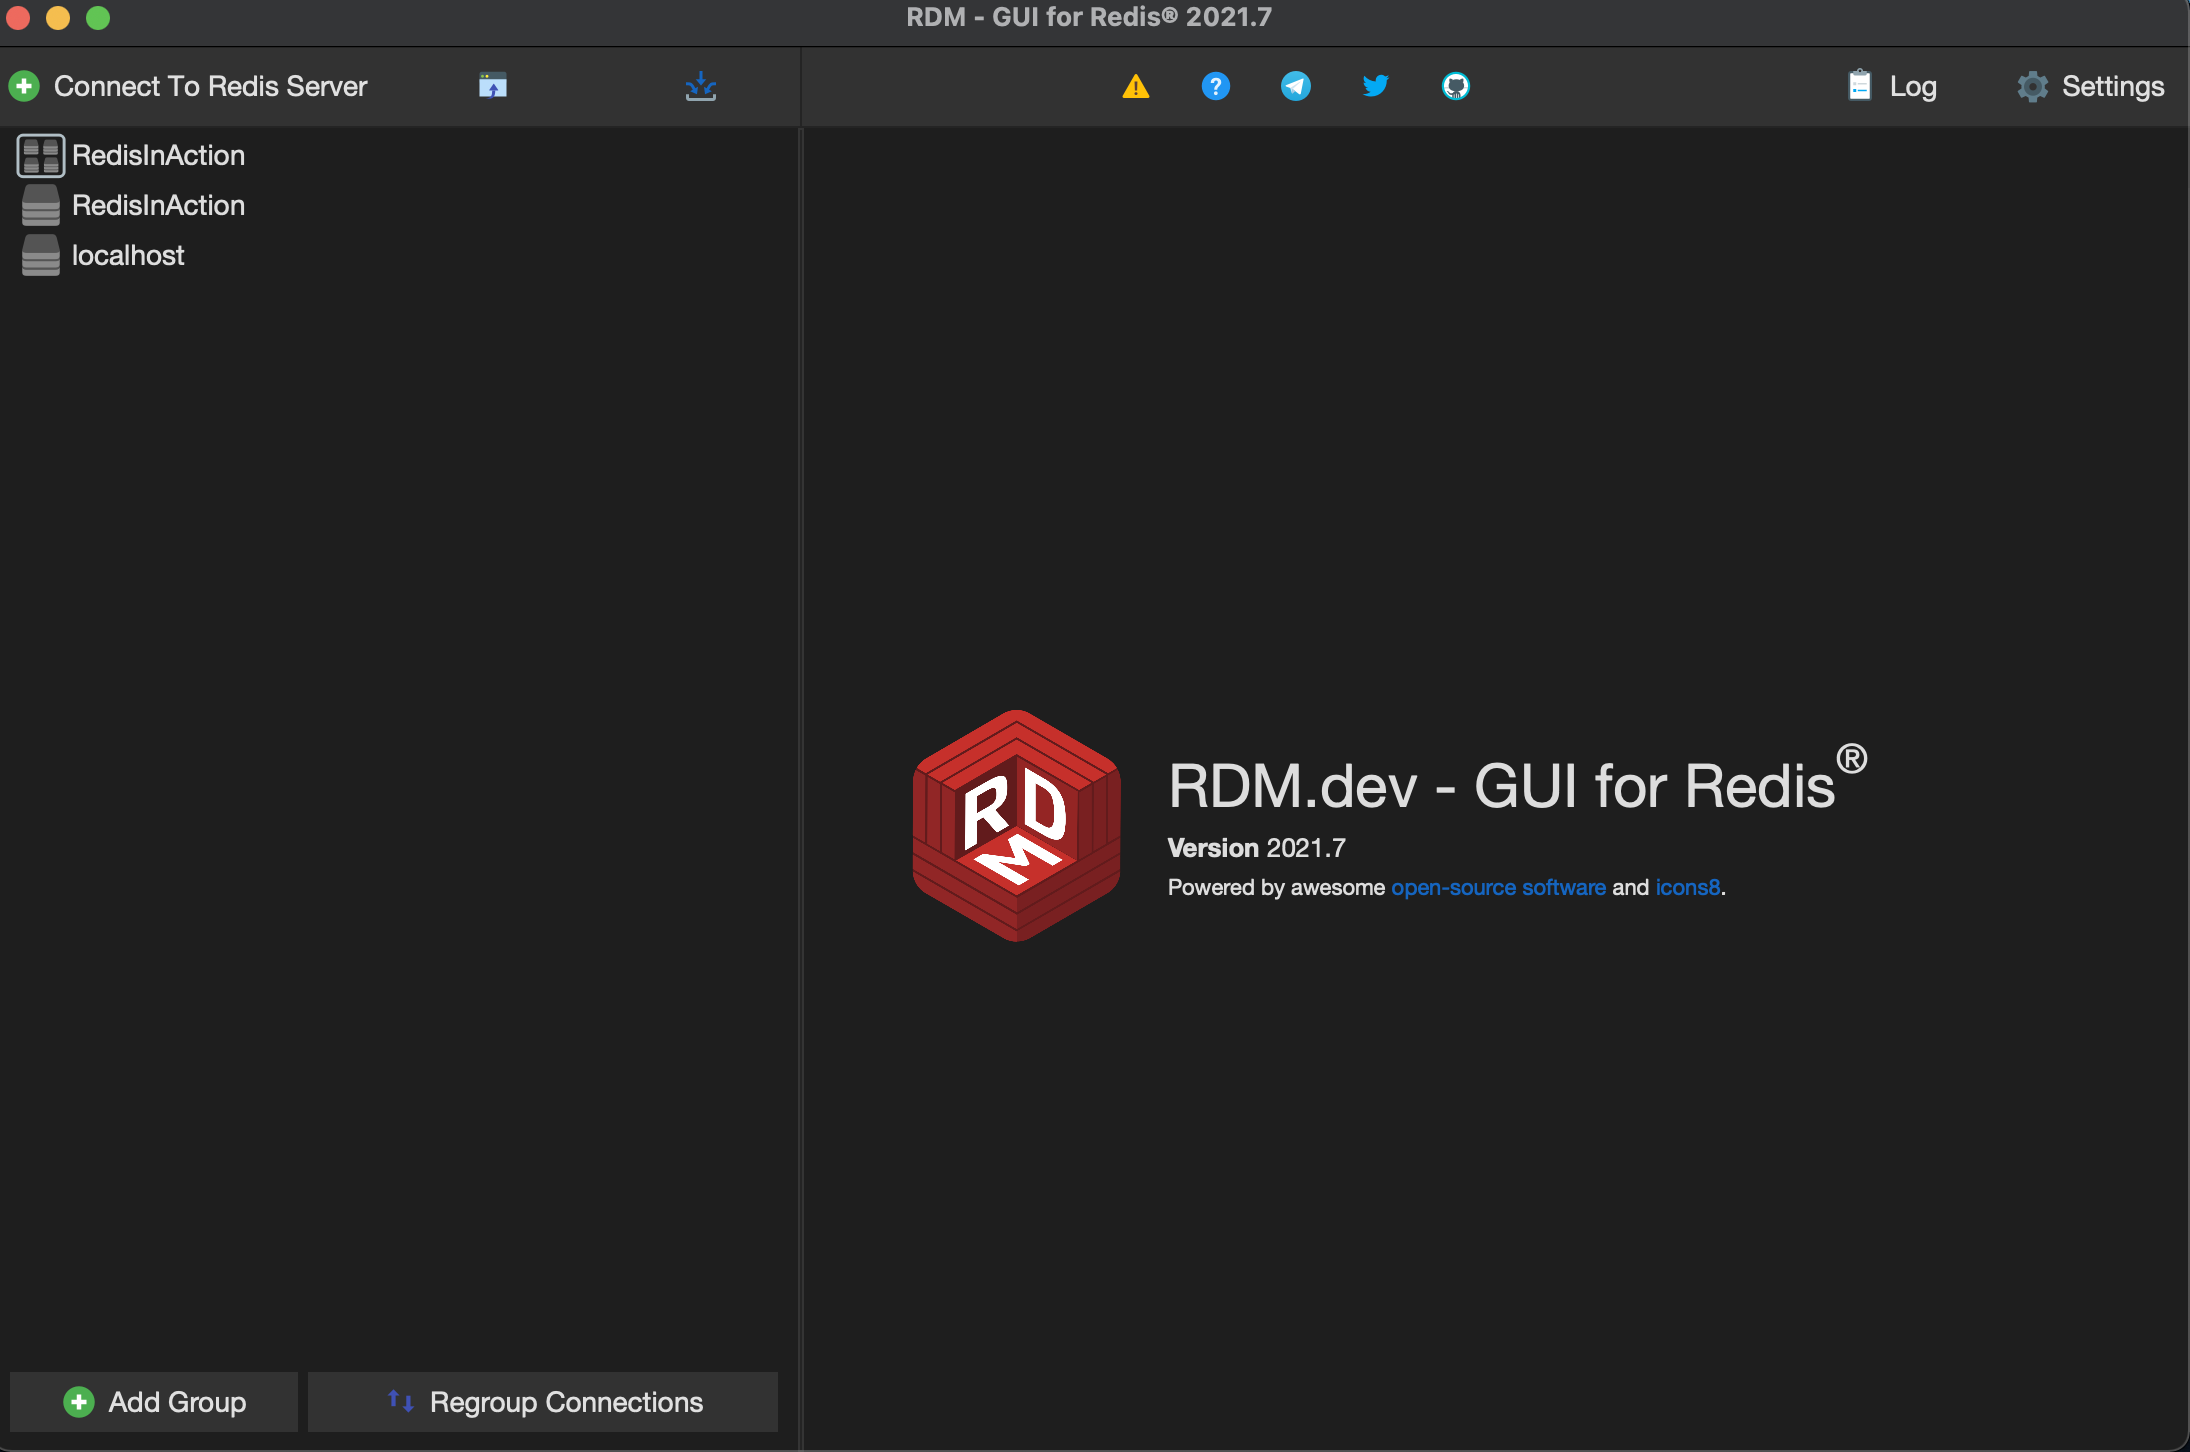 RDM - GUI for Redis® 2021.7
Connect To Redis Server
Log
Settings
RedisInAction
RedisInAction
localhost
RDM
RDM.dev - GUI for Redis®
Version 2021.7
Powered by awesome open-source software and icons8.
Add Group
Regroup Connections